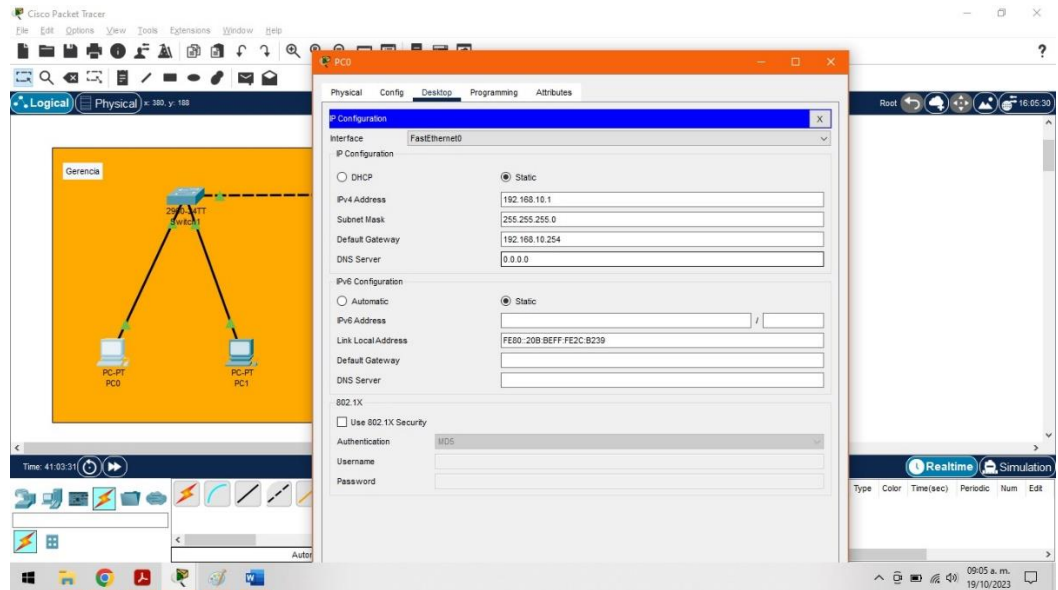 Cisco Packet Tracer
File Edit Options View Tools Extensions Window Help
?
PC0
Physical Config Desktop Programming Attributes
Logical Physical x: 380, y: 188
Root 16:05:30
IP Configuration X
Interface FastEthernet0
IP Configuration
DHCP Static
IPv4 Address 192.168.10.1
Subnet Mask 255.255.255.0
Default Gateway 192.168.10.254
DNS Server 0.0.0.0
IPv6 Configuration
Automatic Static
IPv6 Address /
Link Local Address FE80::20B:BEFF:FE2C:B239
Default Gateway
DNS Server
802.1X
Use 802.1X Security
Authentication MD5
Username
Password
Gerencia
2960-24TT
Switch1
PC-PT
PC0
PC-PT
PC1
Time: 41:03:31
Realtime Simulation
Type Color Time(sec) Periodic Num Edit
Autor
09:05 a. m.
19/10/2023